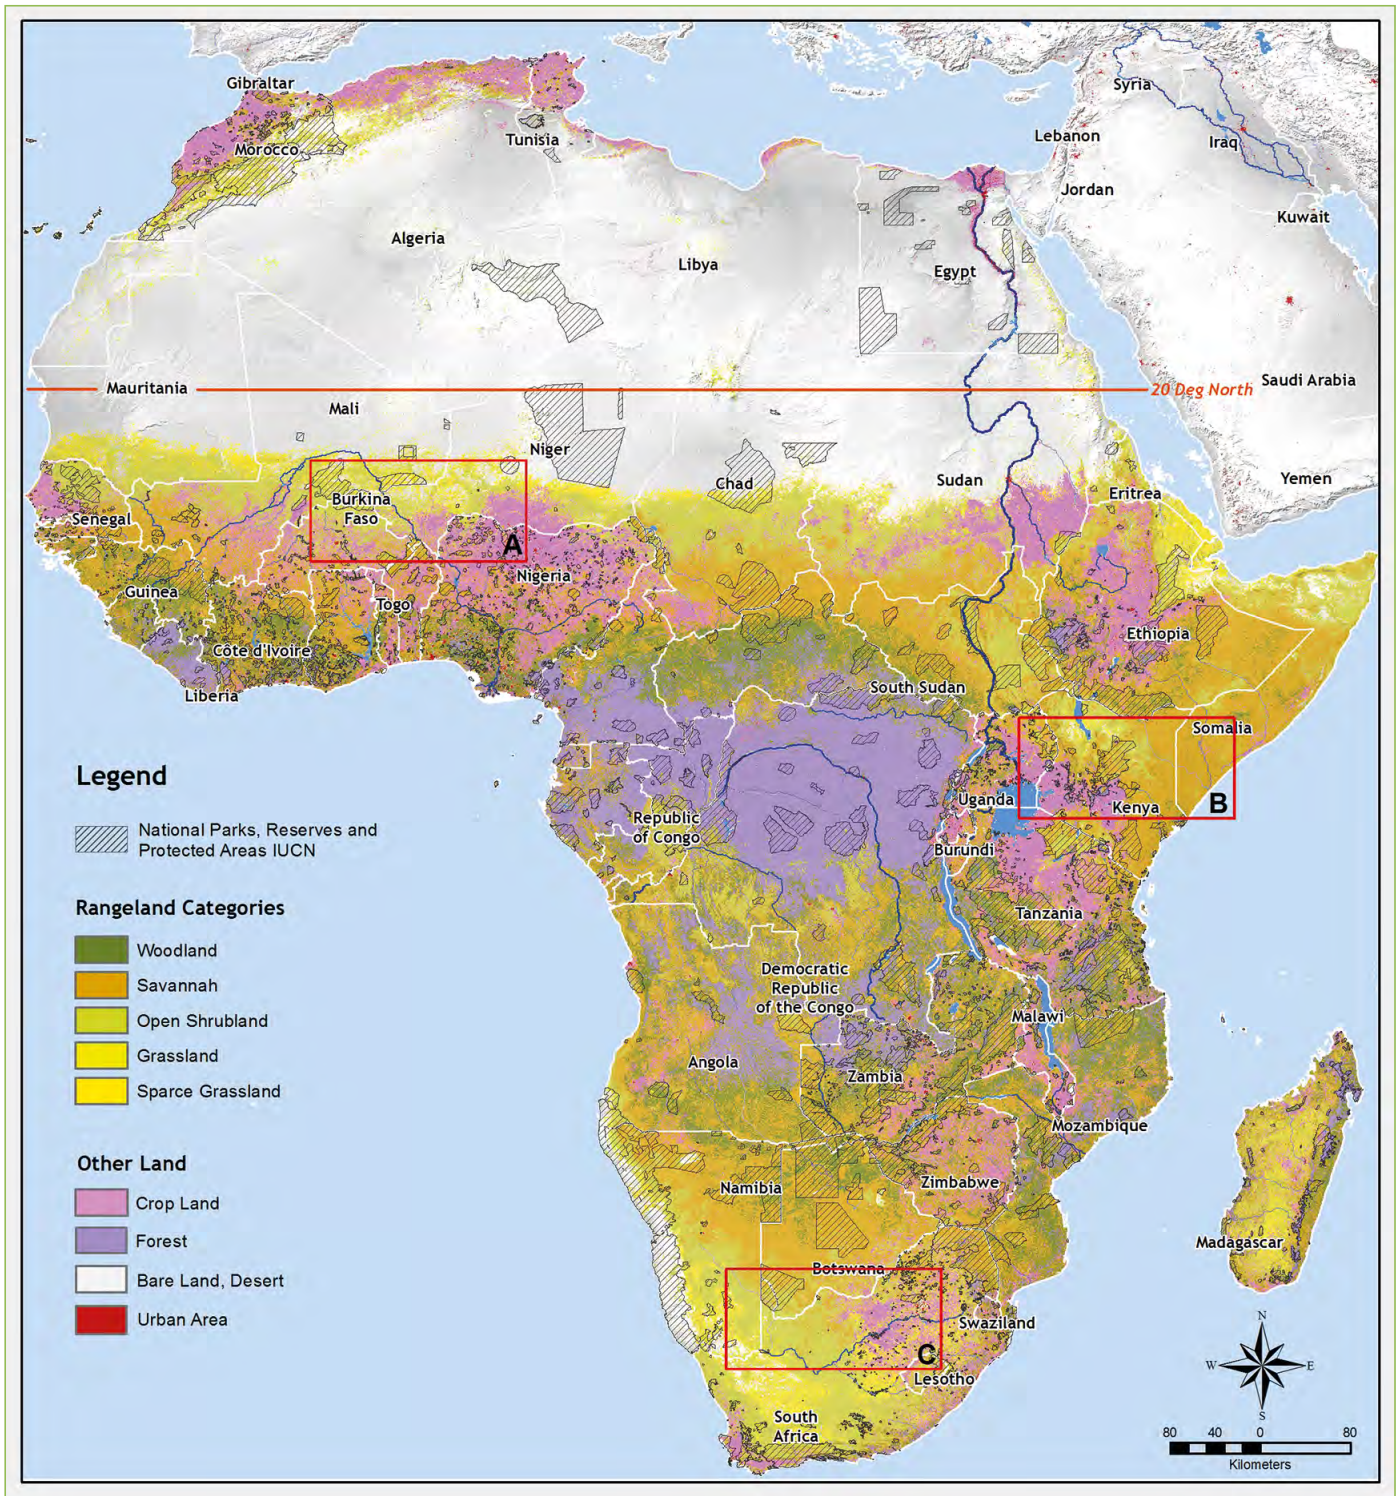 Gibraltar
Syria
Tunisia
Lebanon
Iraq
Morocco
Jordan
Kuwait
Algeria
Libya
Egypt
Mauritania
20 Deg North
Saudi Arabia
Mali
Niger
Chad
Sudan
Yemen
Burkina
Faso
Eritrea
Senegal
A
Nigeria
Guinea
Togo
Ethiopia
Côte d'Ivoire
Liberia
South Sudan
Somalia
Uganda
Kenya
B
Republic
of Congo
Burundi
Tanzania
Democratic
Republic
of the Congo
Malawi
Angola
Zambia
Mozambique
Namibia
Zimbabwe
Madagascar
Botswana
Swaziland
C
Lesotho
South
Africa
Legend
National Parks, Reserves and
Protected Areas IUCN
Rangeland Categories
Woodland
Savannah
Open Shrubland
Grassland
Sparce Grassland
Other Land
Crop Land
Forest
Bare Land, Desert
Urban Area
N
W
E
S
80 40 0 80
Kilometers